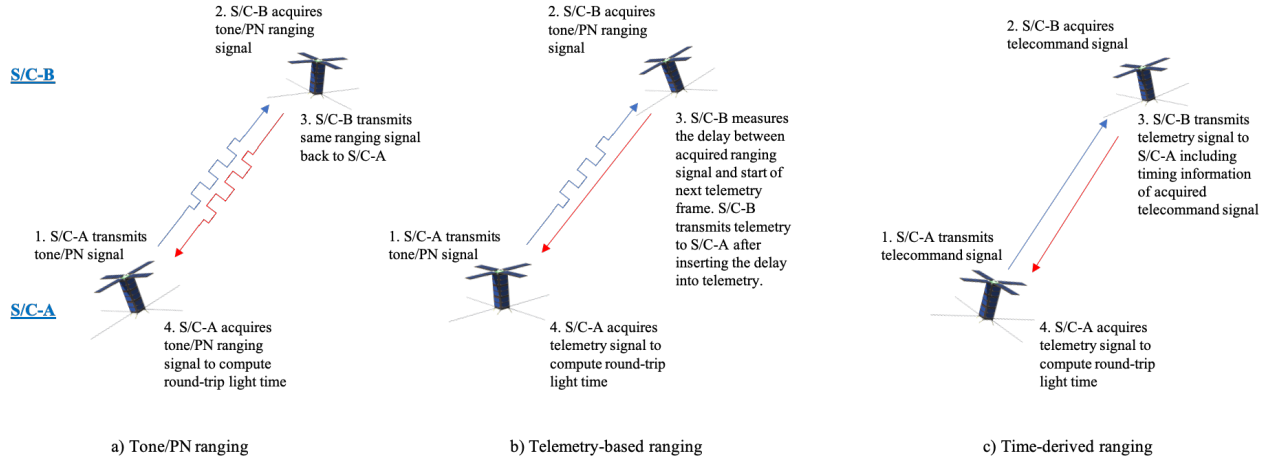 S/C-B
S/C-A
2. S/C-B acquires
tone/PN ranging
signal
3. S/C-B transmits
same ranging signal
back to S/C-A
1. S/C-A transmits
tone/PN signal
4. S/C-A acquires
tone/PN ranging
signal to compute
round-trip light time
a) Tone/PN ranging
2. S/C-B acquires
tone/PN ranging
signal
3. S/C-B measures
the delay between
acquired ranging
signal and start of
next telemetry
frame. S/C-B
transmits telemetry
to S/C-A after
inserting the delay
into telemetry.
1. S/C-A transmits
tone/PN signal
4. S/C-A acquires
telemetry signal to
compute round-trip
light time
b) Telemetry-based ranging
2. S/C-B acquires
telecommand signal
3. S/C-B transmits
telemetry signal to
S/C-A including
timing information
of acquired
telecommand signal
1. S/C-A transmits
telecommand signal
4. S/C-A acquires
telemetry signal to
compute round-trip
light time
c) Time-derived ranging